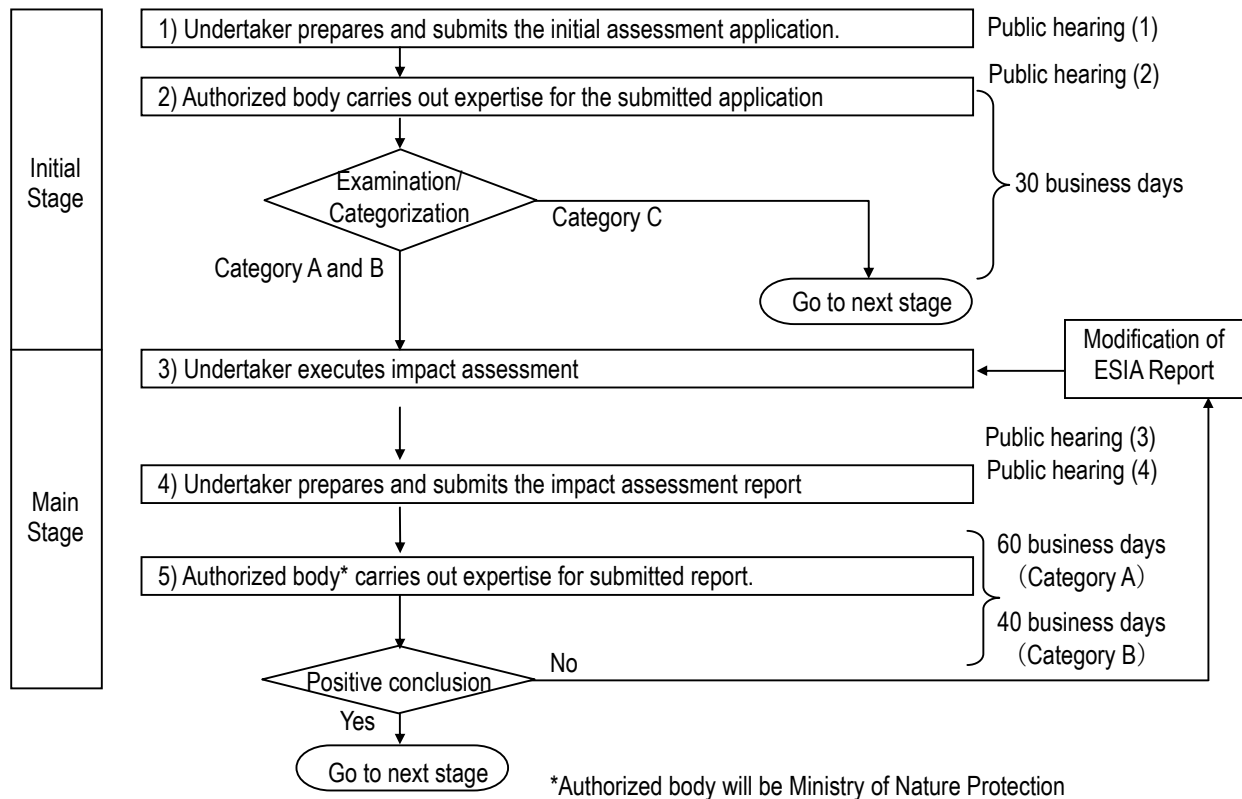 1) Undertaker prepares and submits the initial assessment application.
Public hearing (1)
Public hearing (2)
2) Authorized body carries out expertise for the submitted application
Initial
Stage
Examination/
Categorization
30 business days
Category C
Category A and B
Go to next stage
Modification of
ESIA Report
3) Undertaker executes impact assessment
Public hearing (3)
Public hearing (4)
4) Undertaker prepares and submits the impact assessment report
Main
Stage
60 business days
(Category A)
5) Authorized body* carries out expertise for submitted report.
40 business days
(Category B)
No
Positive conclusion
Yes
Go to next stage
*Authorized body will be Ministry of Nature Protection